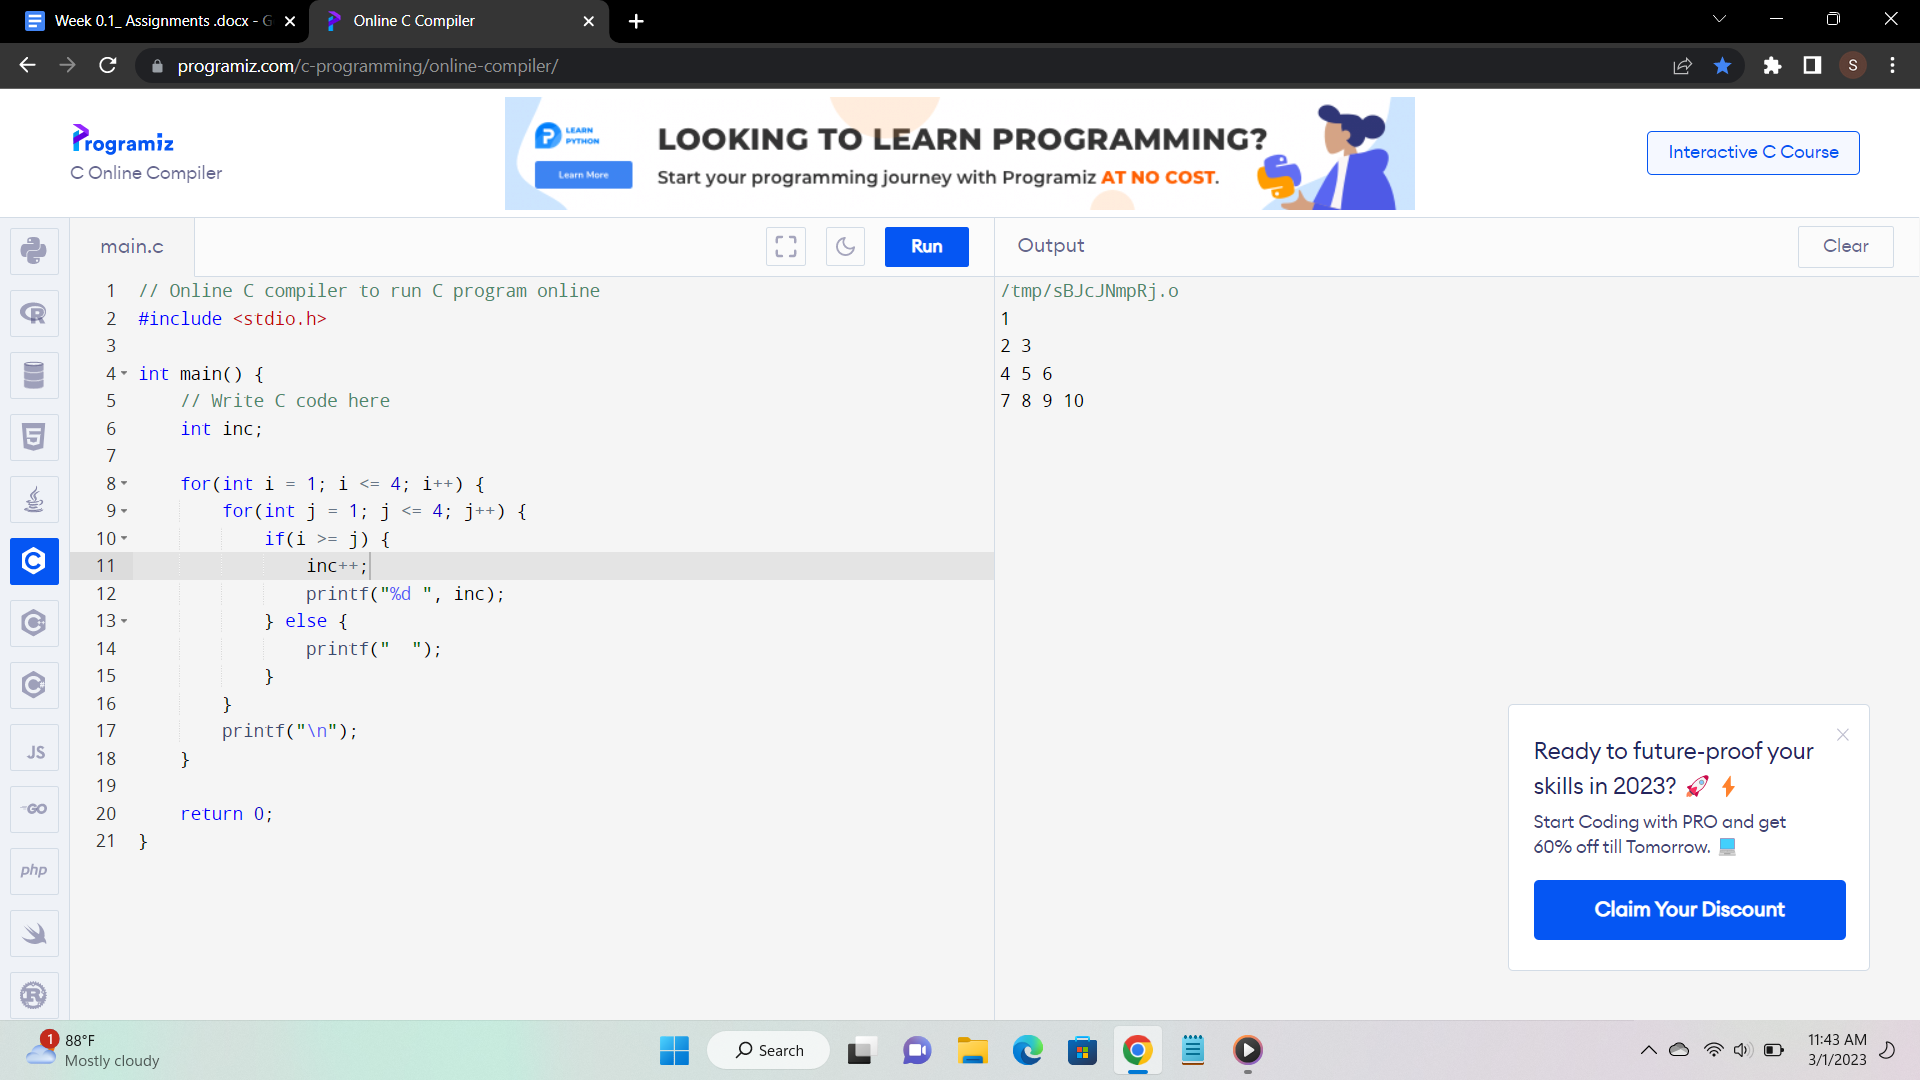 Week 0.1_ Assignments .docx - G
Online C Compiler
programiz.com/c-programming/online-compiler/
S
Programiz
C Online Compiler
LEARN
PYTHON
Learn More
LOOKING TO LEARN PROGRAMMING?
Start your programming journey with Programiz AT NO COST.
Interactive C Course
main.c
Run
Output
Clear
1 // Online C compiler to run C program online
2 #include <stdio.h>
3
4 int main() {
5     // Write C code here
6     int inc;
7
8     for(int i = 1; i <= 4; i++) {
9         for(int j = 1; j <= 4; j++) {
10             if(i >= j) {
11                 inc++;
12                 printf("%d ", inc);
13             } else {
14                 printf("  ");
15             }
16         }
17         printf("\n");
18     }
19
20     return 0;
21 }
/tmp/sBJcJNmpRj.o
1
2 3
4 5 6
7 8 9 10
R
5
C
C
JS
GO
php
R
Ready to future-proof your
skills in 2023? 🚀⚡
Start Coding with PRO and get
60% off till Tomorrow. 💻
Claim Your Discount
1
88°F
Mostly cloudy
Search
11:43 AM
3/1/2023